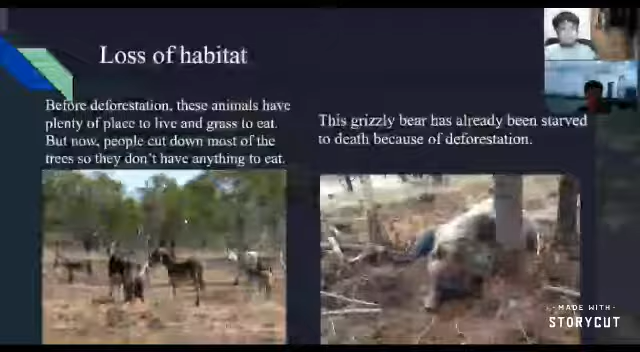 Loss of habitat
Before deforestation, these animals have
plenty of place to live and grass to eat.
But now, people cut down most of the
trees so they don't have anything to eat.
This grizzly bear has already been starved
to death because of deforestation.
-MADE WITH-
STORYCUT